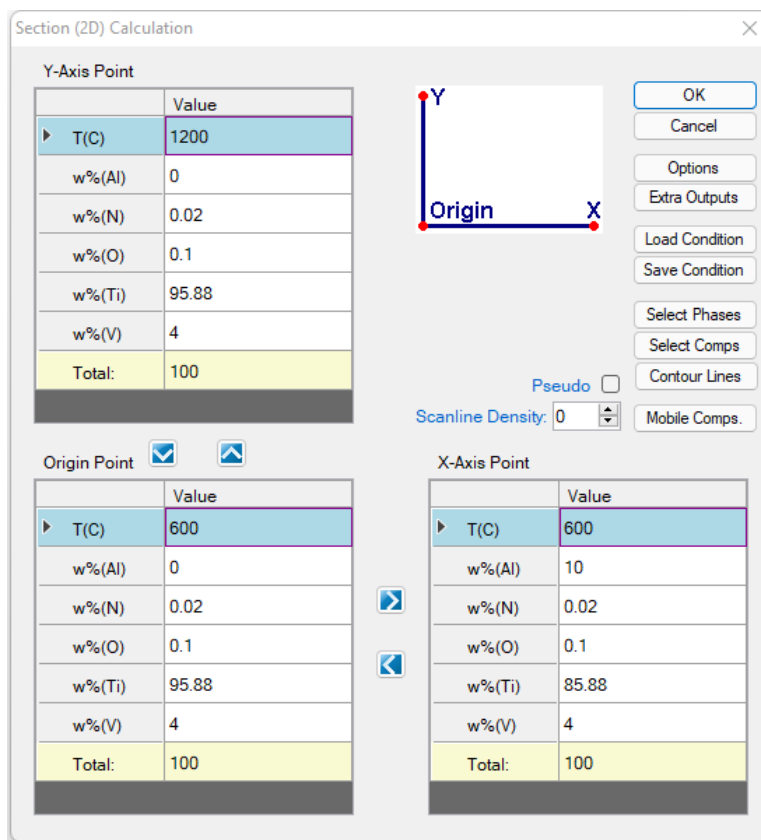 Section (2D) Calculation
Y-Axis Point
Value
T(C) 1200
w%(Al) 0
w%(N) 0.02
w%(O) 0.1
w%(Ti) 95.88
w%(V) 4
Total: 100
Y
Origin X
OK
Cancel
Options
Extra Outputs
Load Condition
Save Condition
Select Phases
Select Comps
Contour Lines
Mobile Comps.
Pseudo
Scanline Density: 0
Origin Point
Value
T(C) 600
w%(Al) 0
w%(N) 0.02
w%(O) 0.1
w%(Ti) 95.88
w%(V) 4
Total: 100
X-Axis Point
Value
T(C) 600
w%(Al) 10
w%(N) 0.02
w%(O) 0.1
w%(Ti) 85.88
w%(V) 4
Total: 100